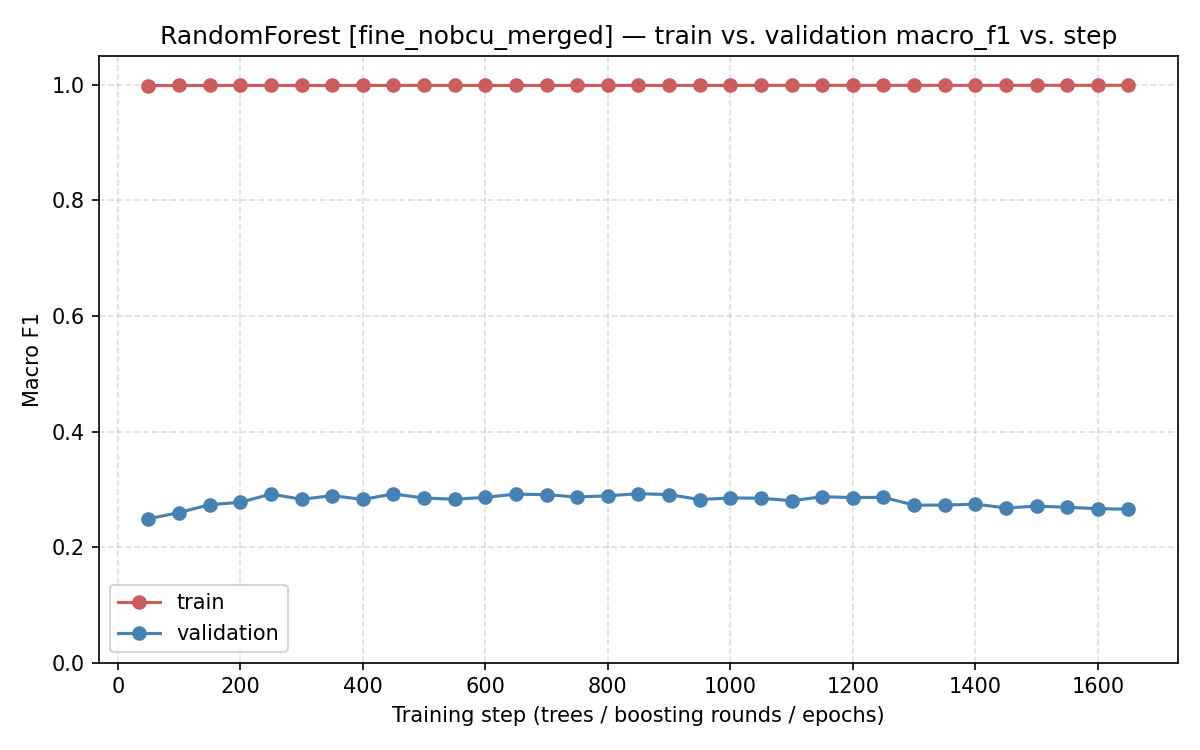 RandomForest [fine_nobcu_merged] — train vs. validation macro_f1 vs. step
Macro F1
1.0
0.8
0.6
0.4
0.2
0.0
train
validation
0 200 400 600 800 1000 1200 1400 1600
Training step (trees / boosting rounds / epochs)